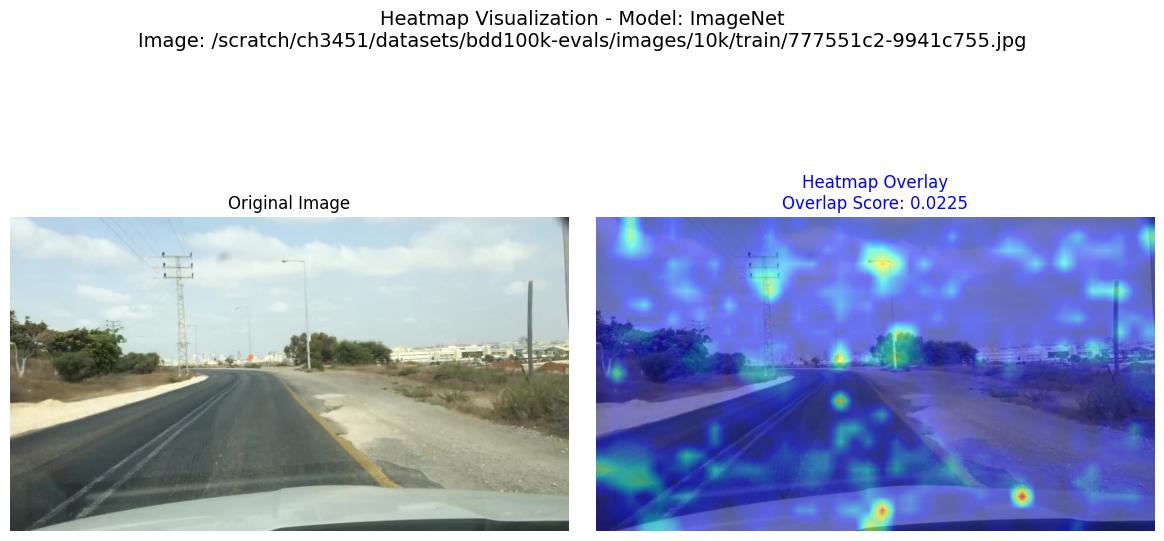 Heatmap Visualization - Model: ImageNet
Image: /scratch/ch3451/datasets/bdd100k-evals/images/10k/train/777551c2-9941c755.jpg
Original Image
Heatmap Overlay
Overlap Score: 0.0225